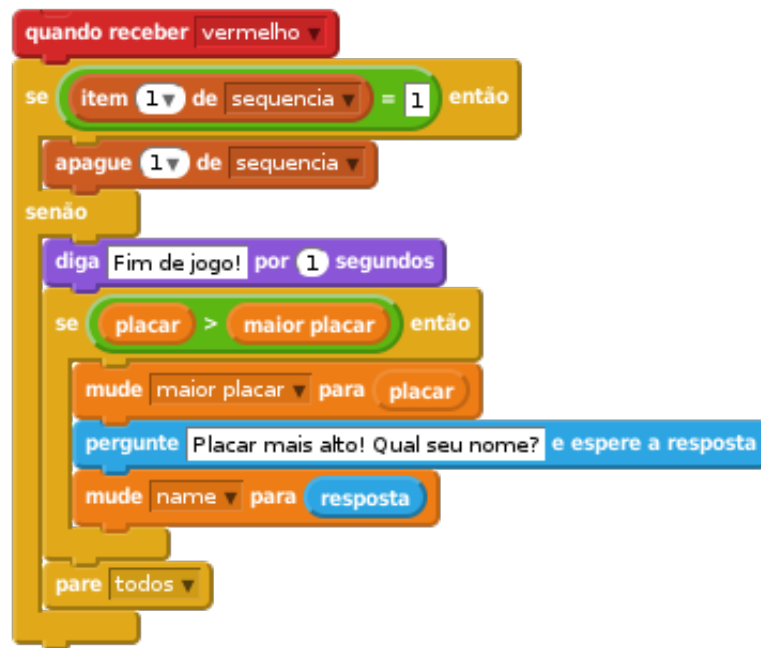 quando receber vermelho
se item 1 de sequencia = 1 então
apague 1 de sequencia
senão
diga Fim de jogo! por 1 segundos
se placar > maior placar então
mude maior placar para placar
pergunte Placar mais alto! Qual seu nome? e espere a resposta
mude name para resposta
pare todos